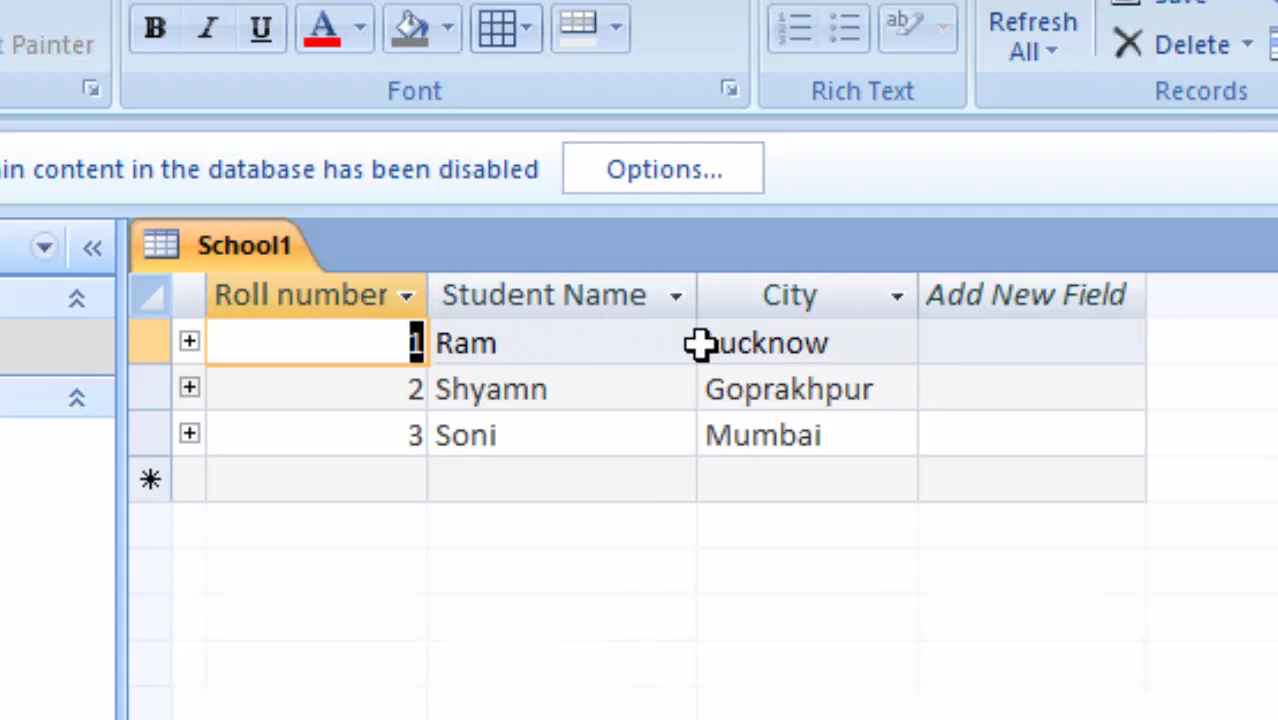 Painter
B I U A
ab
Refresh
All
Delete
Font
Rich Text
Records
in content in the database has been disabled
Options...
School1
Roll number Student Name City Add New Field
1 Ram ucknow
2 Shyamn Goprakhpur
3 Soni Mumbai